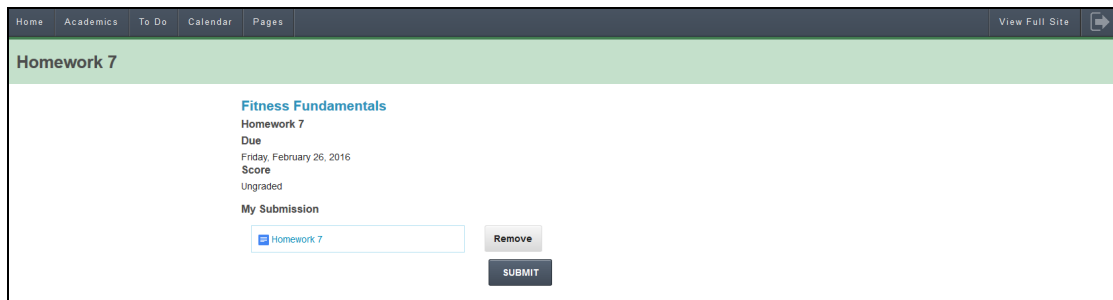 Home Academics To Do Calendar Pages View Full Site
Homework 7
Fitness Fundamentals
Homework 7
Due
Friday, February 26, 2016
Score
Ungraded
My Submission
Homework 7 Remove
SUBMIT